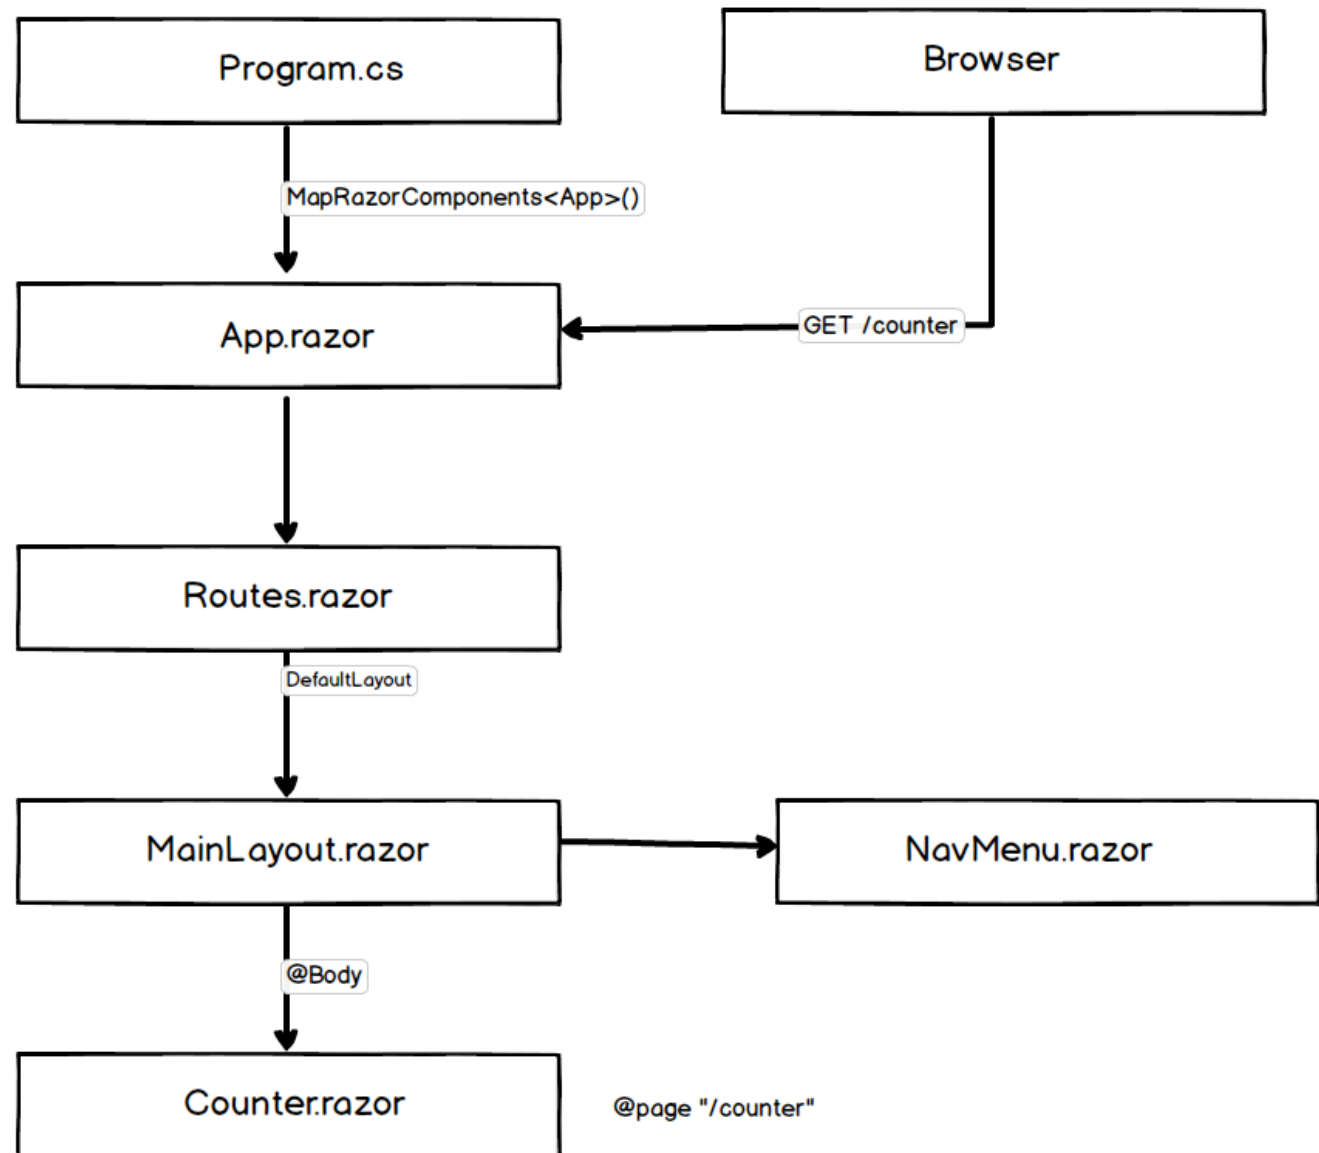 Program.cs
Browser
MapRazorComponents<App>()
App.razor
GET /counter
Routes.razor
DefaultLayout
MainLayout.razor
NavMenu.razor
@Body
Counter.razor
@page "/counter"